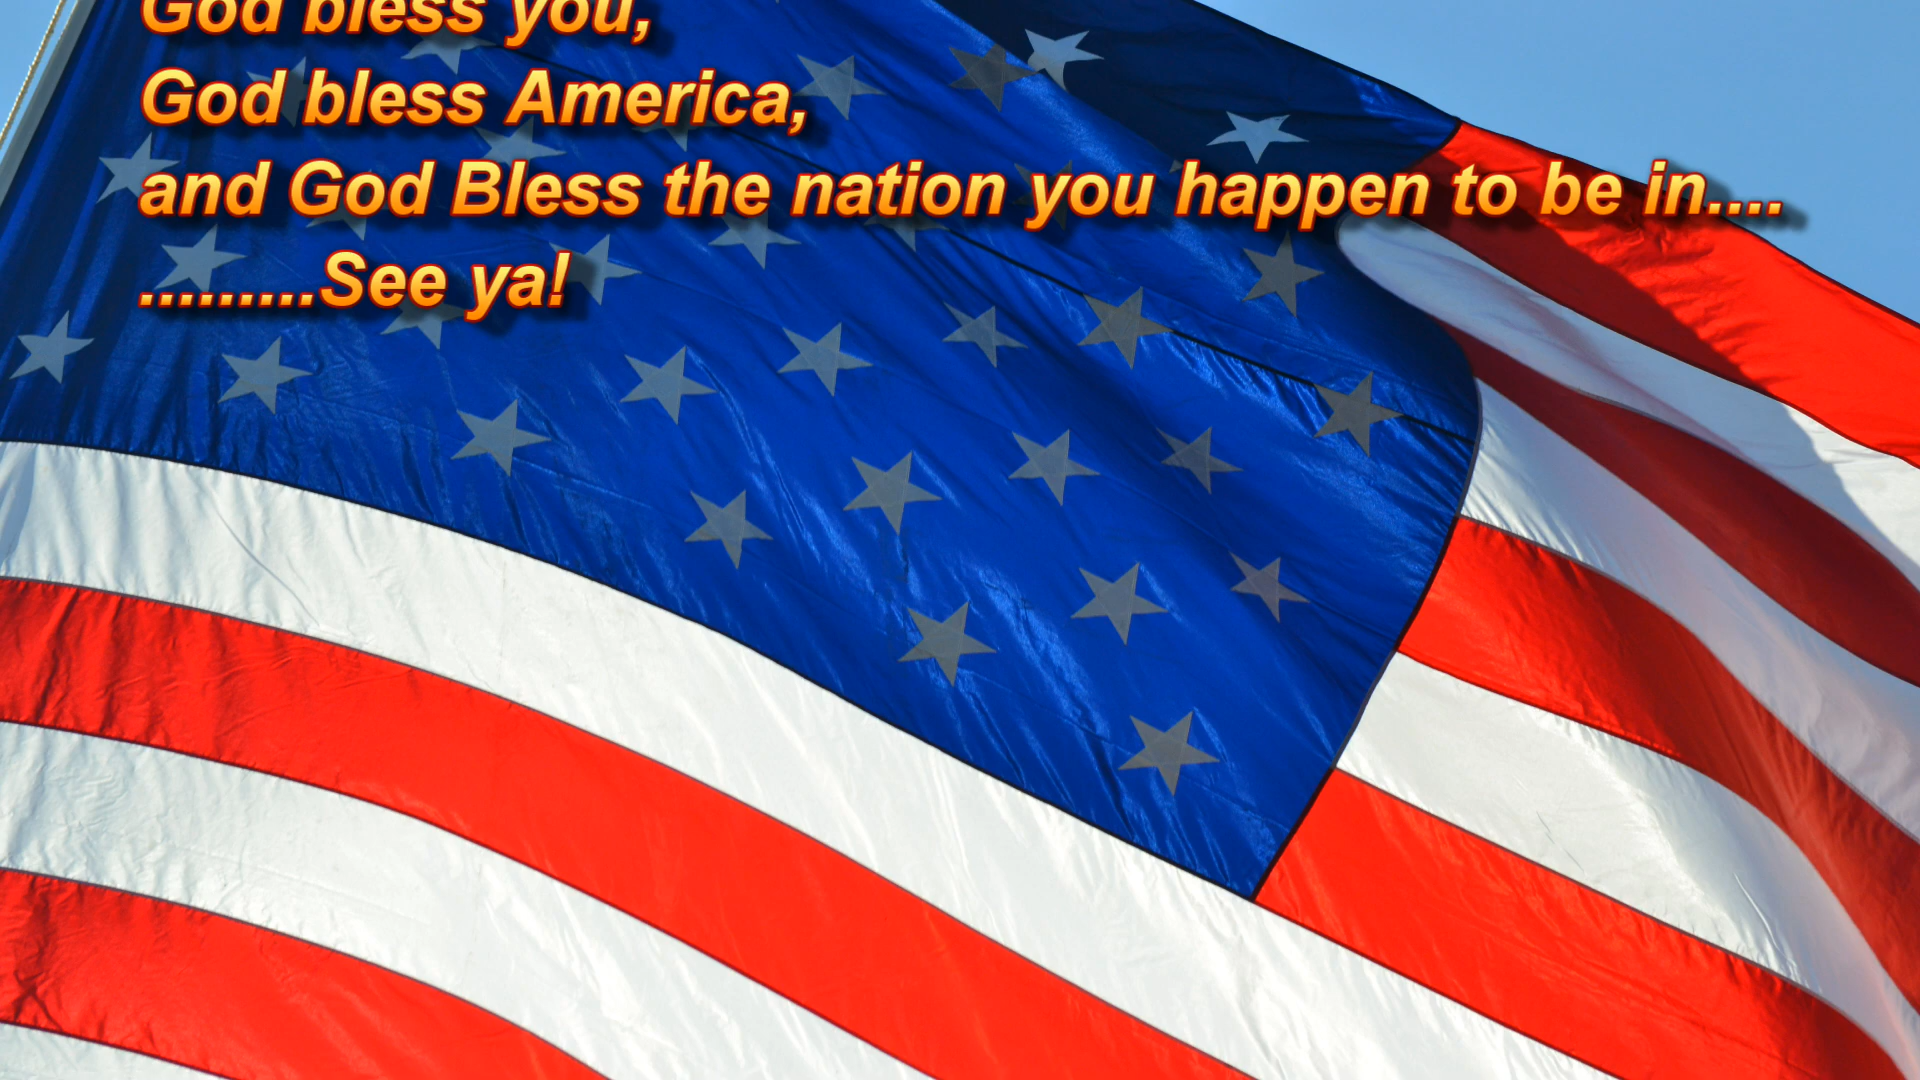 God bless you,
God bless America,
and God Bless the nation you happen to be in....
.........See ya!